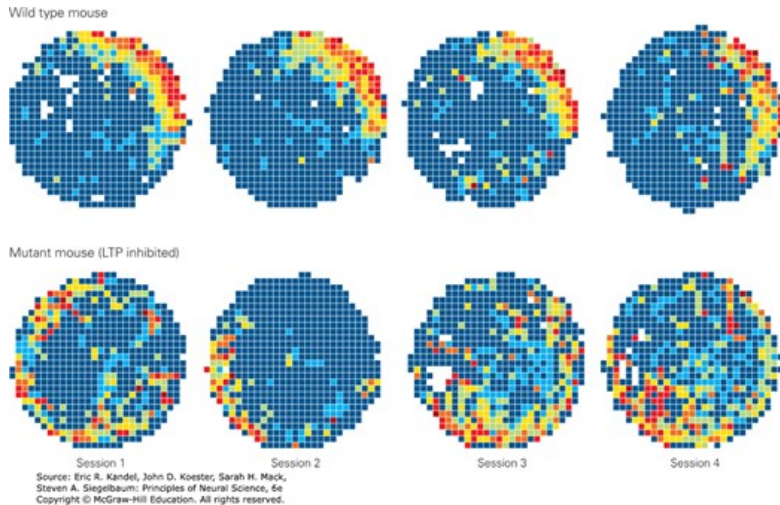 Wild type mouse
Mutant mouse (LTP inhibited)
Session 1
Session 2
Session 3
Session 4
Source: Eric R. Kandel, John D. Koester, Sarah H. Mack,
Steven A. Siegelbaum: Principles of Neural Science, 6e
Copyright © McGraw-Hill Education. All rights reserved.